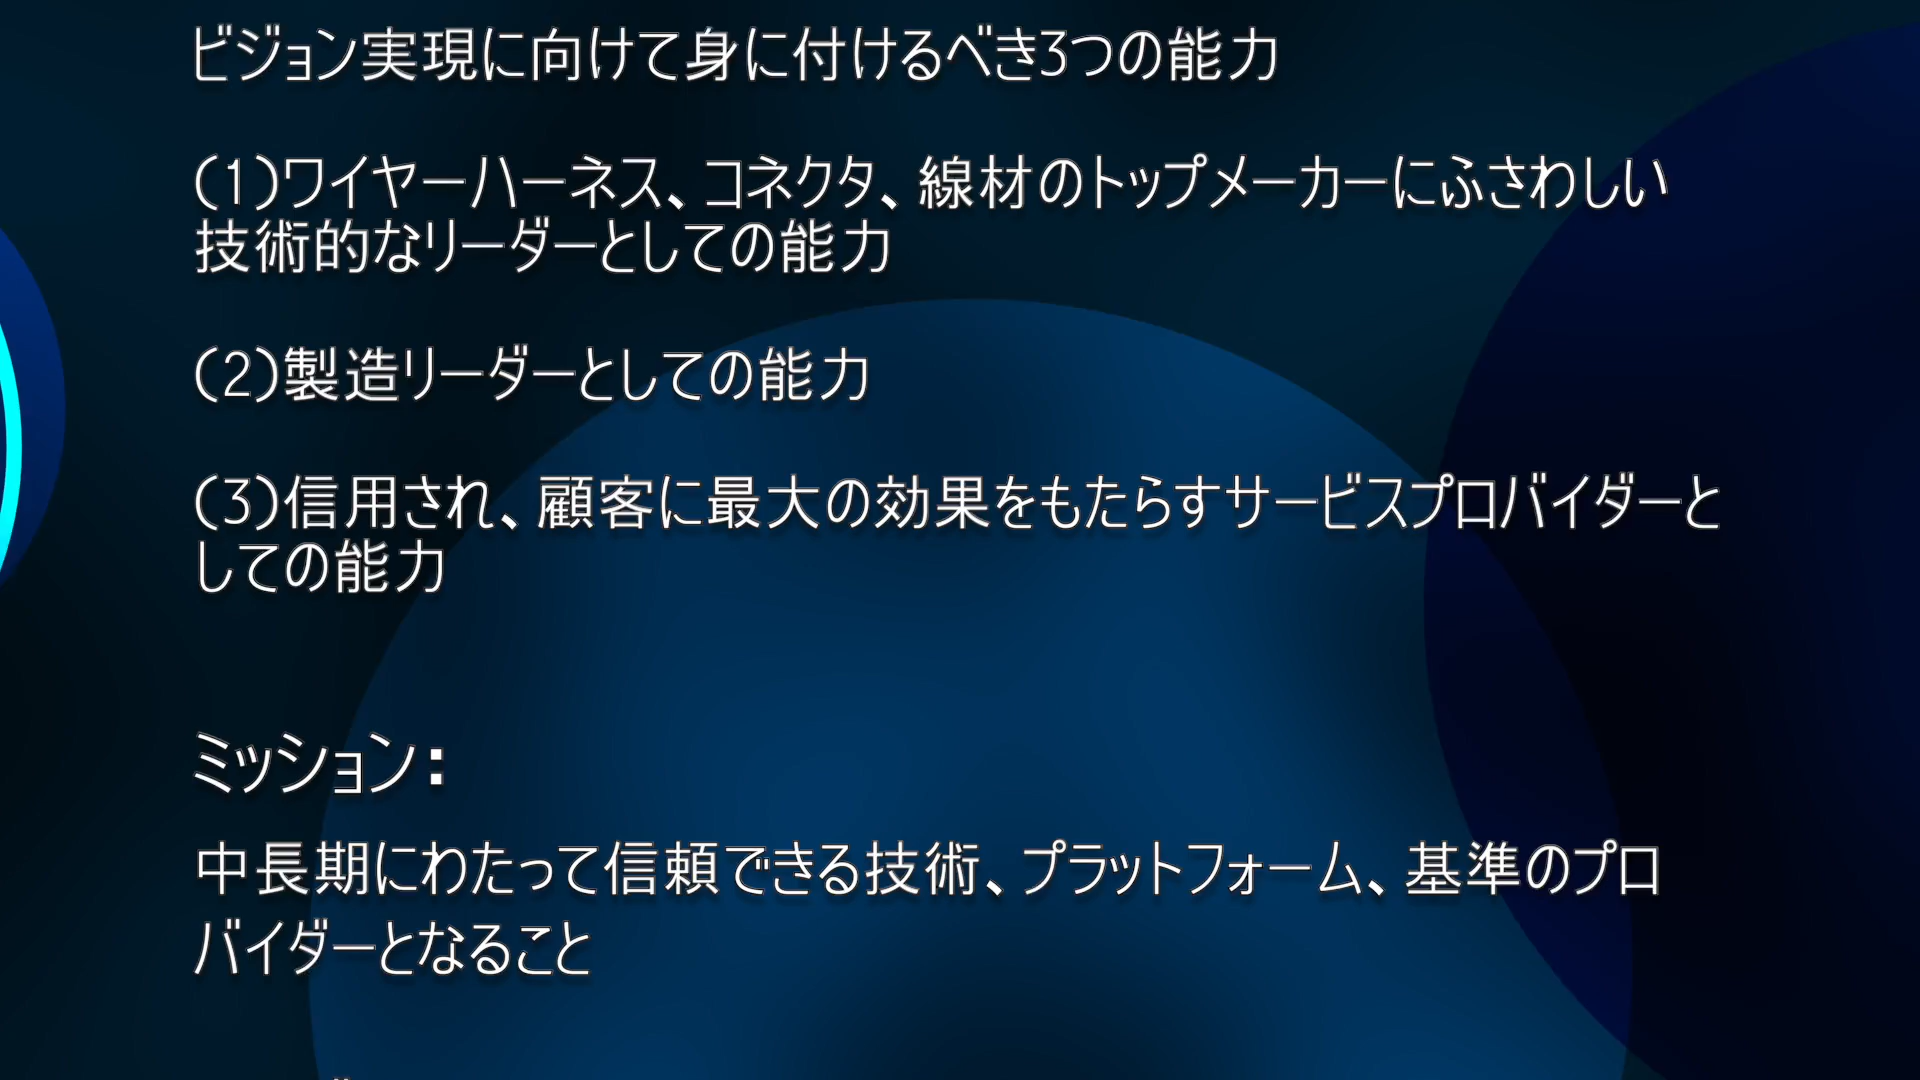 ビジョン実現に向けて身に付けるべき3つの能力
(1)ワイヤーハーネス、コネクタ、線材のトップメーカーにふさわしい
技術的なリーダーとしての能力
(2)製造リーダーとしての能力
(3)信用され、顧客に最大の効果をもたらすサービスプロバイダーと
しての能力
ミッション：
中長期にわたって信頼できる技術、プラットフォーム、基準のプロ
バイダーとなること